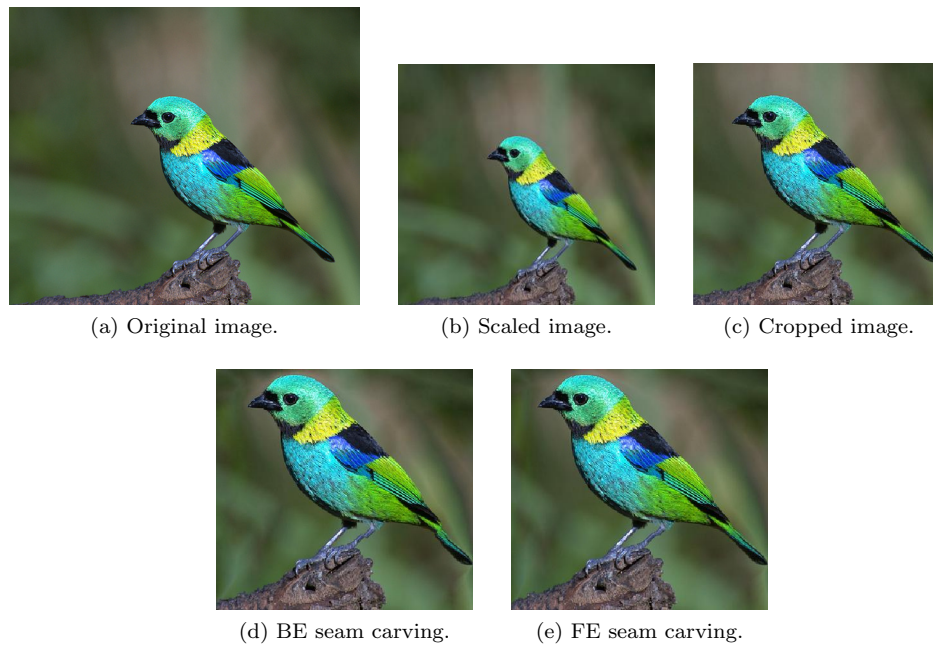 (a) Original image.
(b) Scaled image.
(c) Cropped image.
(d) BE seam carving.
(e) FE seam carving.